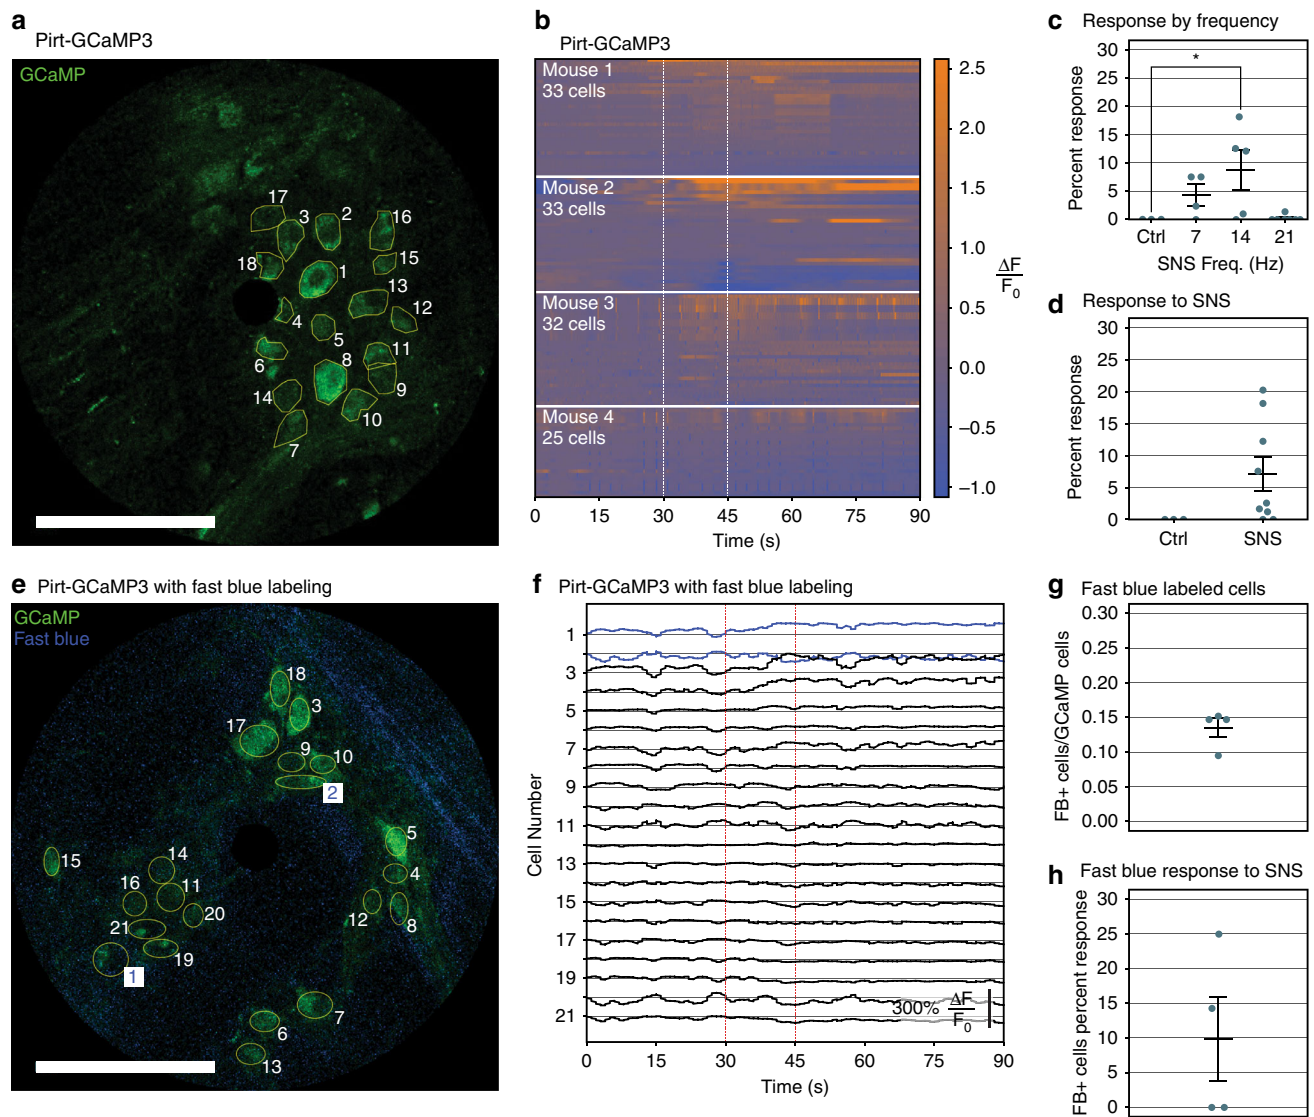 a
Pirt-GCaMP3
GCaMP
17
3
2
16
18
1
15
13
4
5
12
6
8
11
9
14
10
7
b
Pirt-GCaMP3
Mouse 1
33 cells
Mouse 2
33 cells
Mouse 3
32 cells
Mouse 4
25 cells
0 15 30 45 60 75 90
Time (s)
2.5
2.0
1.5
1.0
0.5
0.0
−0.5
−1.0
ΔF
F0
c Response by frequency
Percent response
30
25
20
15
10
5
0
*
Ctrl 7 14 21
SNS Freq. (Hz)
d Response to SNS
Percent response
30
25
20
15
10
5
0
Ctrl SNS
e Pirt-GCaMP3 with fast blue labeling
GCaMP
Fast blue
18
3
17
9
10
2
5
15
14
4
16
11
12
8
20
21
19
1
7
6
13
f Pirt-GCaMP3 with fast blue labeling
Cell Number
1
3
5
7
9
11
13
15
17
19
21
300% ΔF
F0
0 15 30 45 60 75 90
Time (s)
g Fast blue labeled cells
FB+ cells/GCaMP cells
0.30
0.25
0.20
0.15
0.10
0.05
0.00
h Fast blue response to SNS
FB+ cells percent response
30
25
20
15
10
5
0